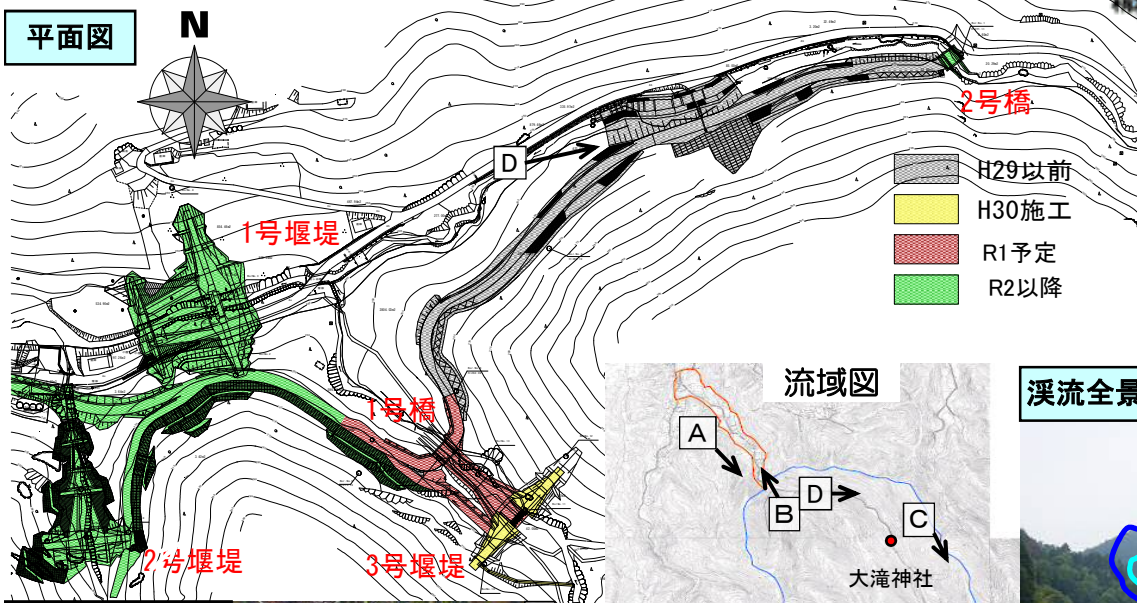 平面図
N
D
2号橋
H29以前
H30施工
R1予定
R2以降
1号堰堤
1号橋
2号堰堤
3号堰堤
流域図
A
B
D
C
大滝神社
渓流全景